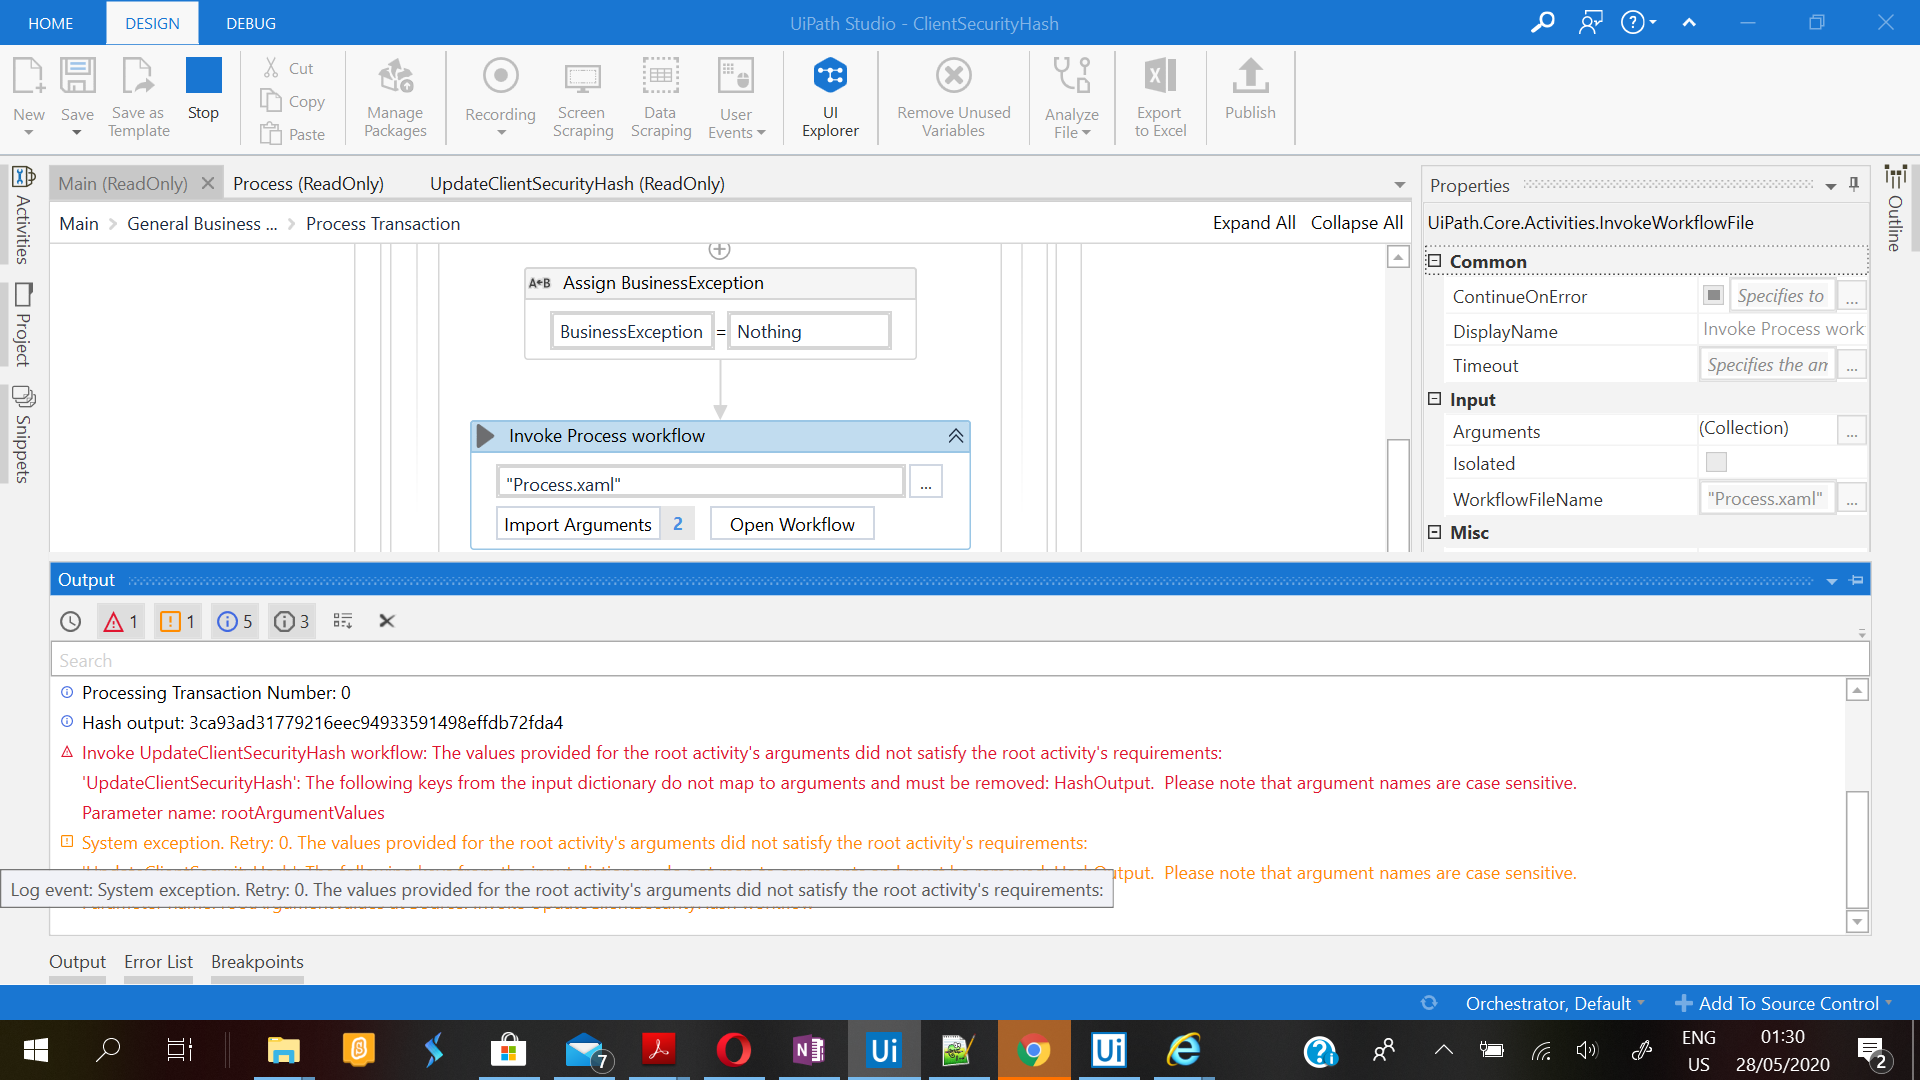 HOME
DESIGN
DEBUG
UiPath Studio - ClientSecurityHash
New
Save
Save as
Template
Stop
Cut
Copy
Paste
Manage
Packages
Recording
Screen
Scraping
Data
Scraping
User
Events
UI
Explorer
Remove Unused
Variables
Analyze
File
Export
to Excel
Publish
Activities
Project
Snippets
Main (ReadOnly)
Process (ReadOnly)
UpdateClientSecurityHash (ReadOnly)
Main > General Business ... > Process Transaction
Expand All
Collapse All
A←B Assign BusinessException
BusinessException = Nothing
Invoke Process workflow
"Process.xaml"
...
Import Arguments 2
Open Workflow
Properties
UiPath.Core.Activities.InvokeWorkflowFile
Common
ContinueOnError Specifies to ...
DisplayName Invoke Process work
Timeout Specifies the an ...
Input
Arguments (Collection) ...
Isolated
WorkflowFileName "Process.xaml" ...
Misc
Outline
Output
1
1
5
3
Search
Processing Transaction Number: 0
Hash output: 3ca93ad31779216eec94933591498effdb72fda4
Invoke UpdateClientSecurityHash workflow: The values provided for the root activity's arguments did not satisfy the root activity's requirements:
'UpdateClientSecurityHash': The following keys from the input dictionary do not map to arguments and must be removed: HashOutput.  Please note that argument names are case sensitive.
Parameter name: rootArgumentValues
System exception. Retry: 0. The values provided for the root activity's arguments did not satisfy the root activity's requirements:
Please note that argument names are case sensitive.
Log event: System exception. Retry: 0. The values provided for the root activity's arguments did not satisfy the root activity's requirements:
Output
Error List
Breakpoints
Orchestrator, Default
Add To Source Control
7
N
Ui
Ui
ENG
US
01:30
28/05/2020
2